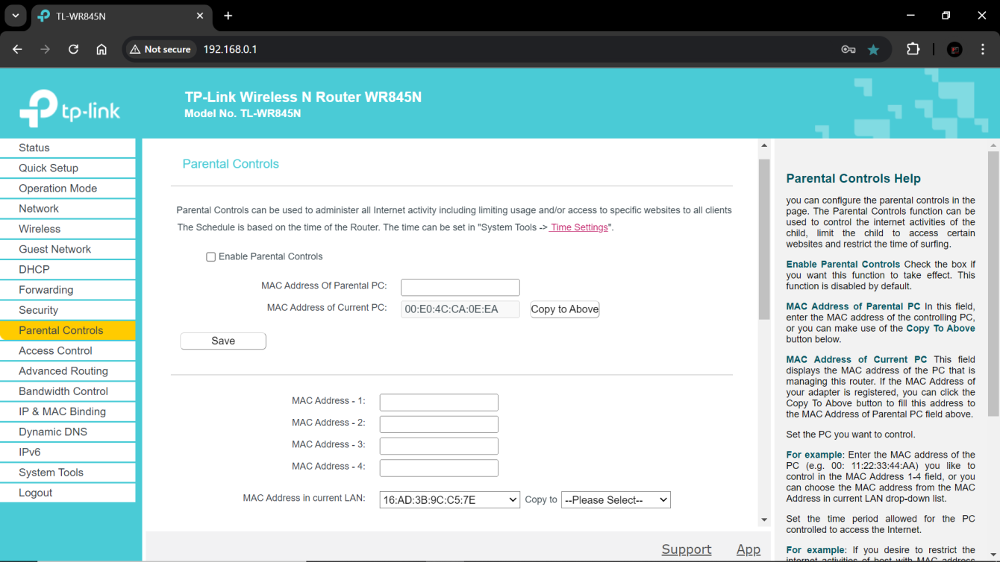 TL-WR845N
Not secure
192.168.0.1
tp-link
TP-Link Wireless N Router WR845N
Model No. TL-WR845N
Status
Quick Setup
Operation Mode
Network
Wireless
Guest Network
DHCP
Forwarding
Security
Parental Controls
Access Control
Advanced Routing
Bandwidth Control
IP & MAC Binding
Dynamic DNS
IPv6
System Tools
Logout
Parental Controls
Parental Controls can be used to administer all Internet activity including limiting usage and/or access to specific websites to all clients
The Schedule is based on the time of the Router. The time can be set in "System Tools -> Time Settings".
Enable Parental Controls
MAC Address Of Parental PC:
MAC Address of Current PC: 00:E0:4C:CA:0E:EA Copy to Above
Save
MAC Address - 1:
MAC Address - 2:
MAC Address - 3:
MAC Address - 4:
MAC Address in current LAN: 16:AD:3B:9C:C5:7E Copy to --Please Select--
Support App
Parental Controls Help
you can configure the parental controls in the
page. The Parental Controls function can be
used to control the internet activities of the
child, limit the child to access certain
websites and restrict the time of surfing.
Enable Parental Controls Check the box if
you want this function to take effect. This
function is disabled by default.
MAC Address of Parental PC In this field,
enter the MAC address of the controlling PC,
or you can make use of the Copy To Above
button below.
MAC Address of Current PC This field
displays the MAC address of the PC that is
managing this router. If the MAC Address of
your adapter is registered, you can click the
Copy To Above button to fill this address to
the MAC Address of Parental PC field above.
Set the PC you want to control.
For example: Enter the MAC address of the
PC (e.g. 00: 11:22:33:44:AA) you like to
control in the MAC Address 1-4 field, or you
can choose the MAC address from the MAC
Address in current LAN drop-down list.
Set the time period allowed for the PC
controlled to access the Internet.
For example: If you desire to restrict the
internet activities of host with MAC address